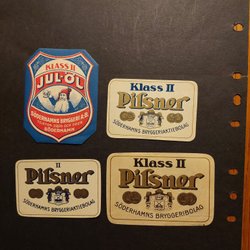 KLASS II
JUL-ÖL
SÖDERHAMNS BRYGGERI A.B.
SÖDERHAMN
Klass II
Pilsner
SÖDERHAMNS BRYGGERIAKTIEBOLAG
II
Pilsner
SÖDERHAMNS BRYGGERIAKTIEBOLAG
Klass II
Pilsner
SÖDERHAMNS BRYGGERIBOLAG